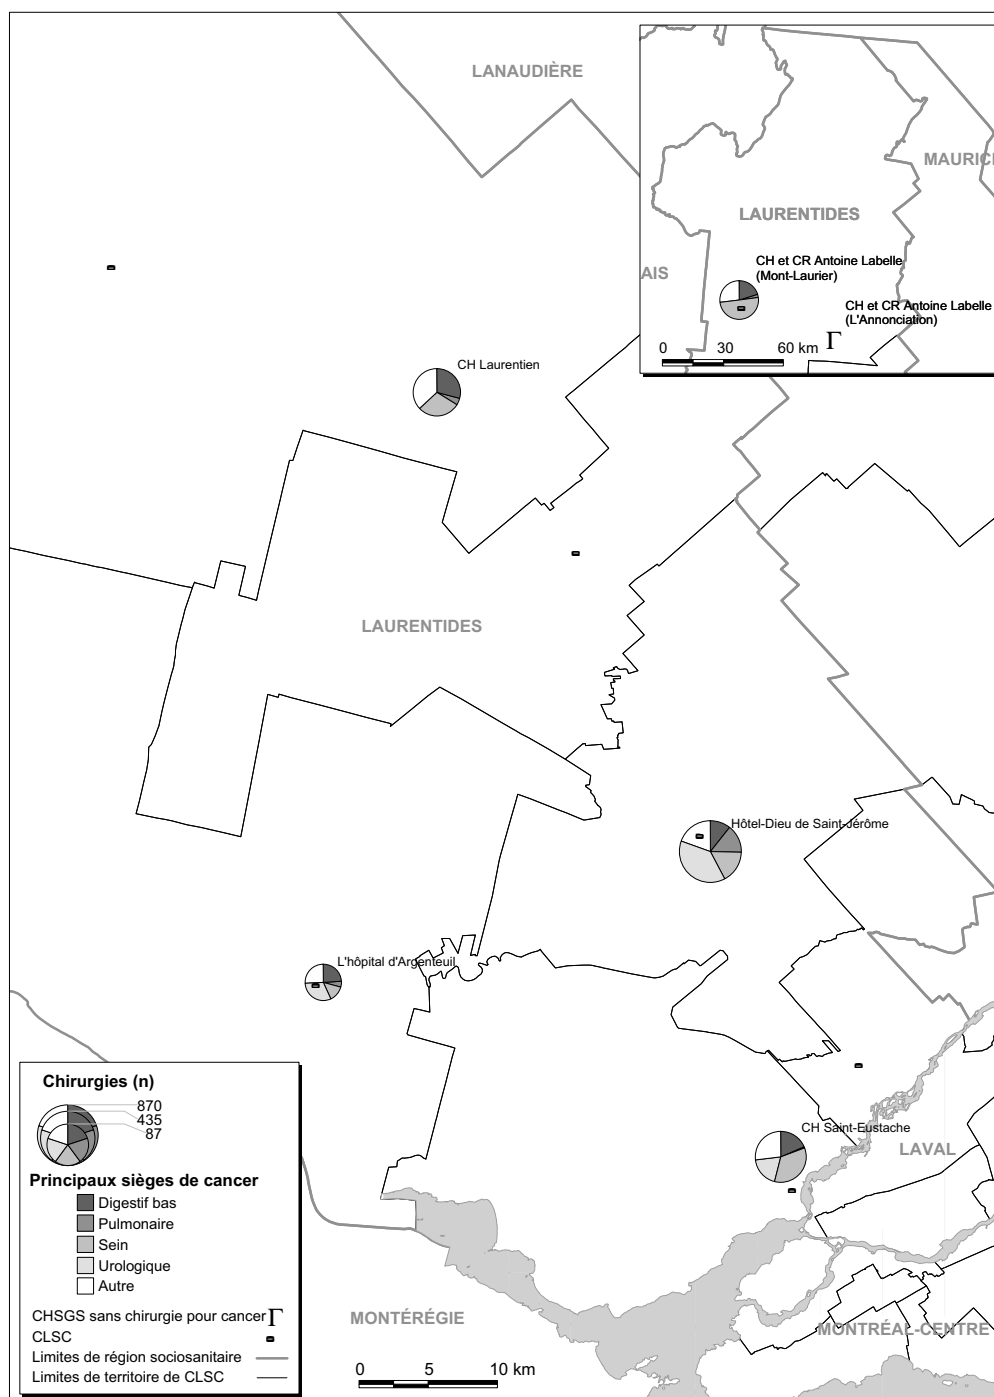 LANAUDIÈRE
LAURENTIDES
CH et CR Antoine Labelle
(Mont-Laurier)
AIS
CH et CR Antoine Labelle
(L'Annonciation)
0 30 60 km Γ
CH Laurentien
LAURENTIDES
Hôtel-Dieu de Saint-Jérôme
L'hôpital d'Argenteuil
CH Saint-Eustache
LAVAL
MONTÉRÉGIE
MONTRÉAL-CENTRE
0 5 10 km
Chirurgies (n)
870
435
87
Principaux sièges de cancer
Digestif bas
Pulmonaire
Sein
Urologique
Autre
CHSGS sans chirurgie pour cancer Γ
CLSC
Limites de région sociosanitaire
Limites de territoire de CLSC